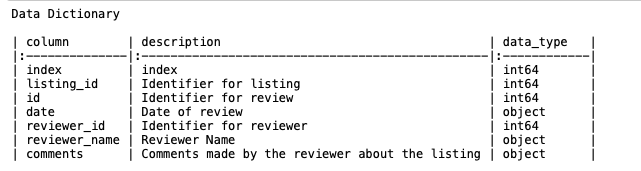 Data Dictionary
| column        | description                                     | data_type  |
|:--------------|:------------------------------------------------|:-----------|
| index         | index                                           | int64      |
| listing_id    | Identifier for listing                          | int64      |
| id            | Identifier for review                           | int64      |
| date          | Date of review                                  | object     |
| reviewer_id   | Identifier for reviewer                         | int64      |
| reviewer_name | Reviewer Name                                   | object     |
| comments      | Comments made by the reviewer about the listing | object     |